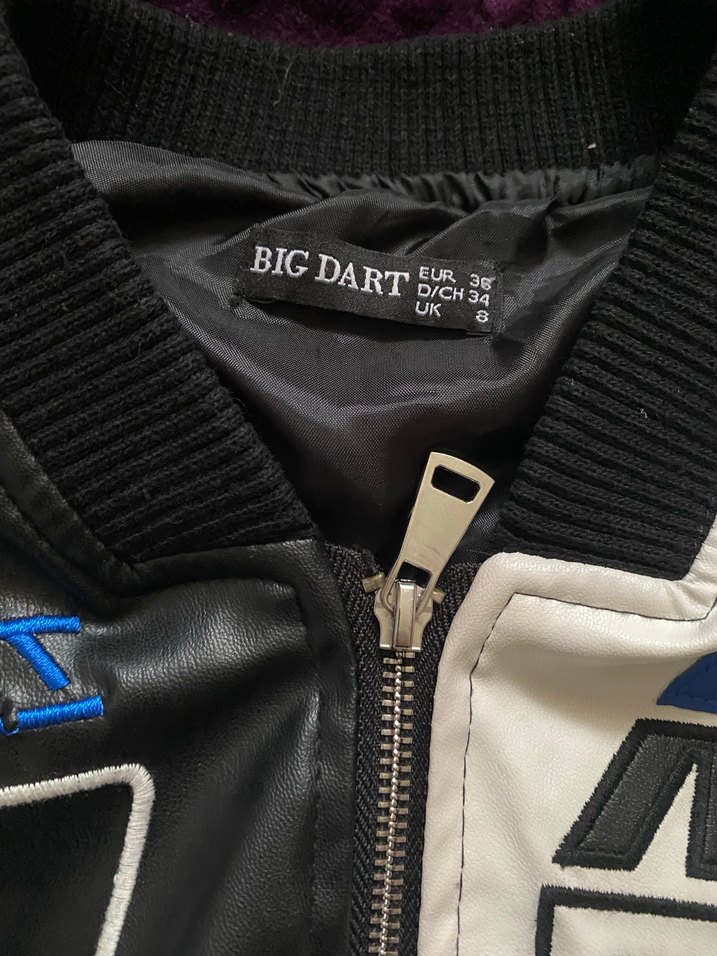 BIG DART
EUR 36
D/CH 34
UK 8